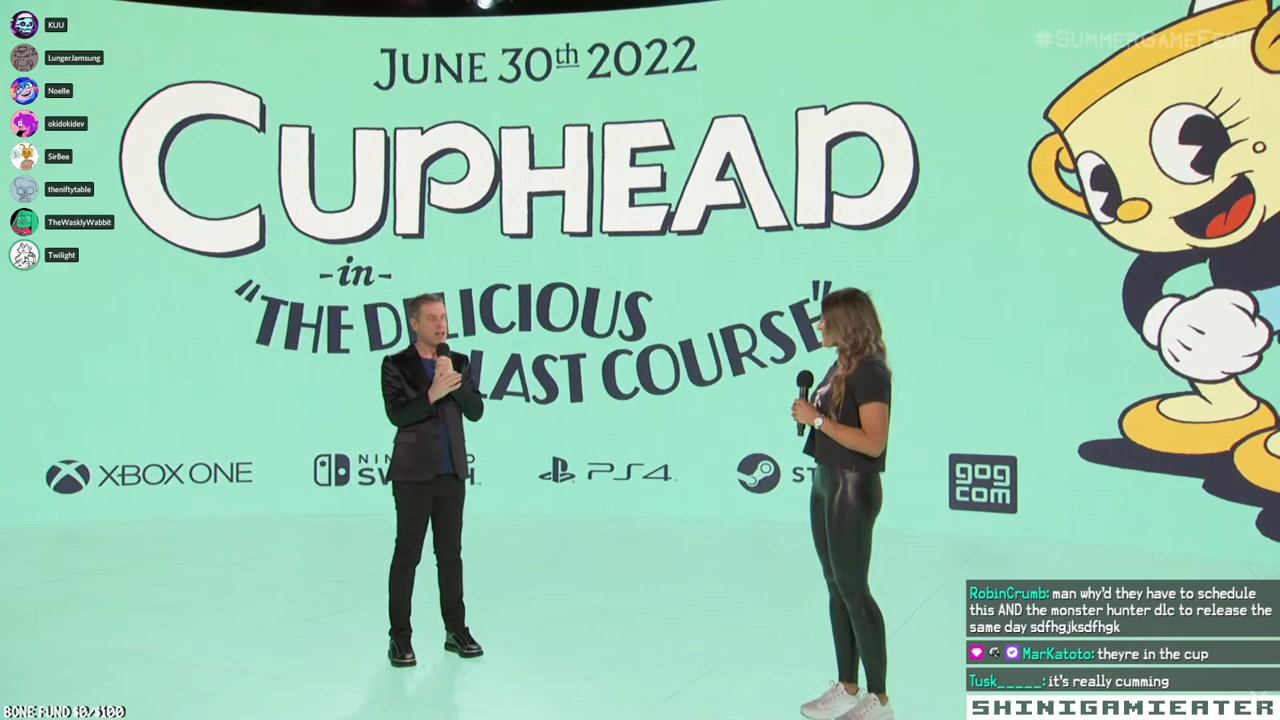 KUU
LungerJamsung
Noelle
okidokidev
SirBee
theniftytable
TheWasklyWabbit
Twilight
#SUMMERGAMEFEST
JUNE 30th 2022
CUPHEAD
-in-
"THE DELICIOUS
LAST COURSE"
XBOX ONE
PS4
gog
com
RobinCrumb: man why'd they have to schedule
this AND the monster hunter dlc to release the
same day sdfhgjksdfhgk
MarKatoto: theyre in the cup
Tusk_____: it's really cumming
BONE FUND $0/$100
SHINIGAMIEATER